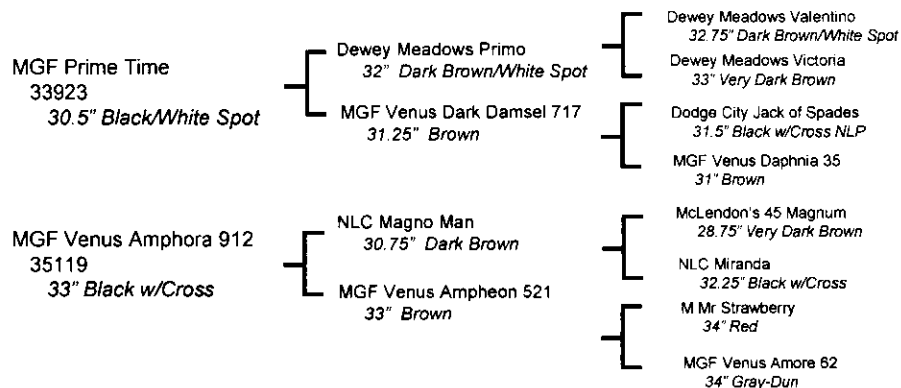 MGF Prime Time
33923
30.5" Black/White Spot
Dewey Meadows Primo
32" Dark Brown/White Spot
MGF Venus Dark Damsel 717
31.25" Brown
Dewey Meadows Valentino
32.75" Dark Brown/White Spot
Dewey Meadows Victoria
33" Very Dark Brown
Dodge City Jack of Spades
31.5" Black w/Cross NLP
MGF Venus Daphnia 35
31" Brown
MGF Venus Amphora 912
35119
33" Black w/Cross
NLC Magno Man
30.75" Dark Brown
MGF Venus Ampheon 521
33" Brown
McLendon's 45 Magnum
28.75" Very Dark Brown
NLC Miranda
32.25" Black w/Cross
M Mr Strawberry
34" Red
MGF Venus Amore 62
34" Gray-Dun